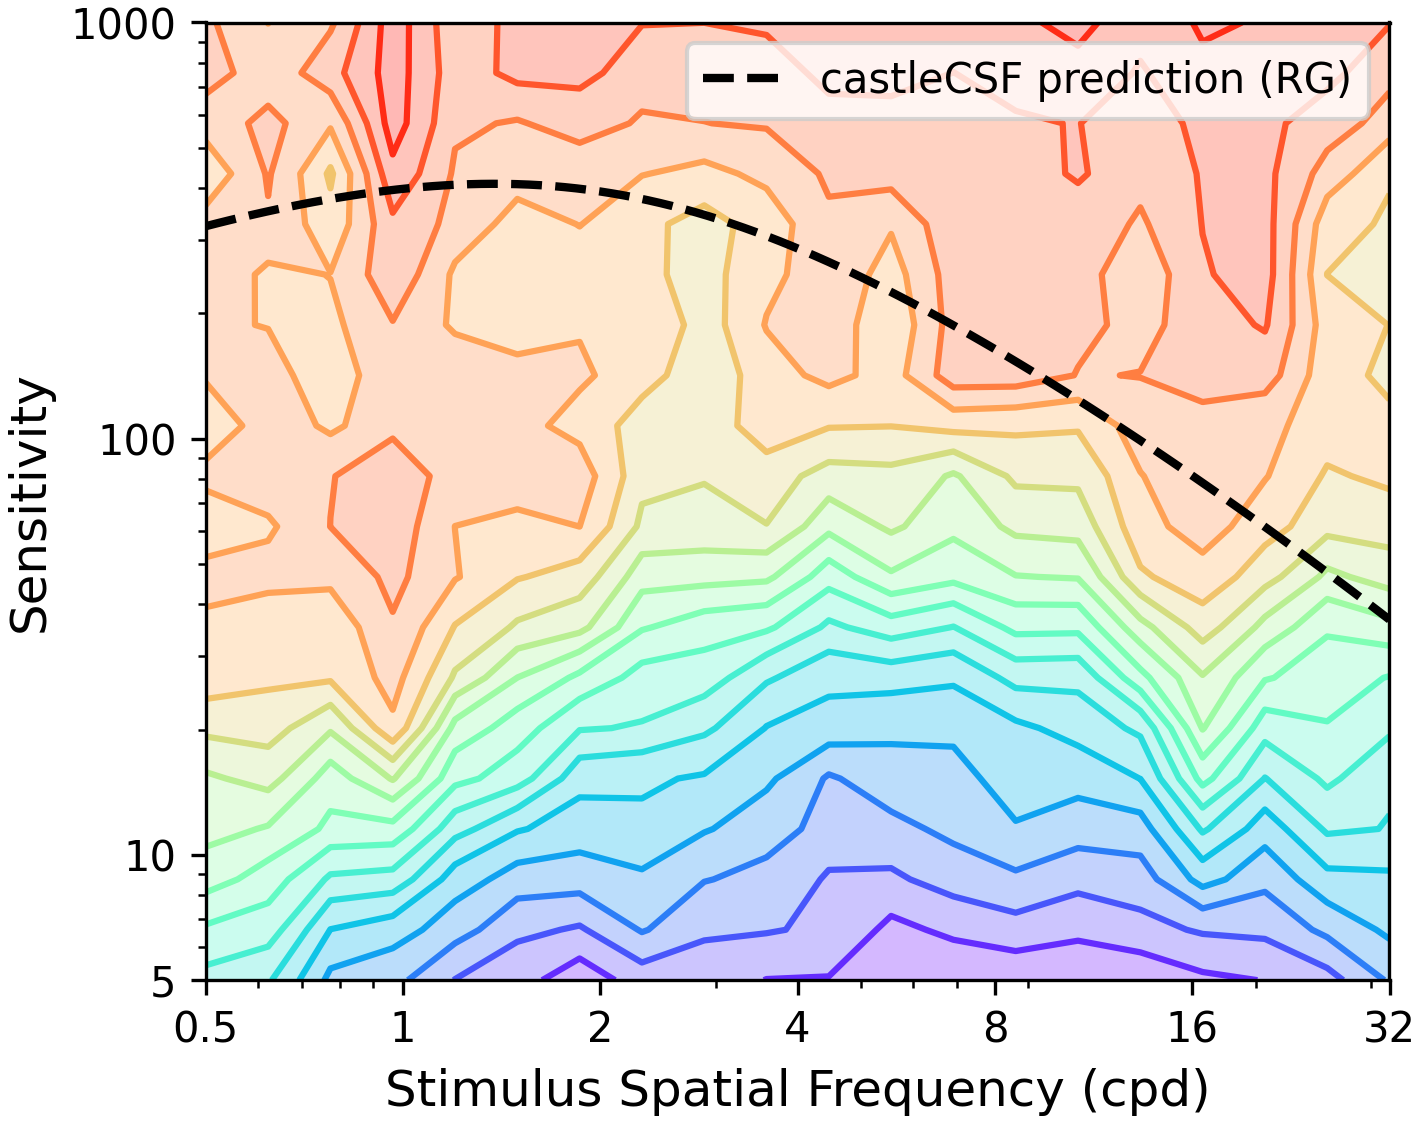 1000
castleCSF prediction (RG)
100
10
5
Sensitivity
0.5 1 2 4 8 16 32
Stimulus Spatial Frequency (cpd)